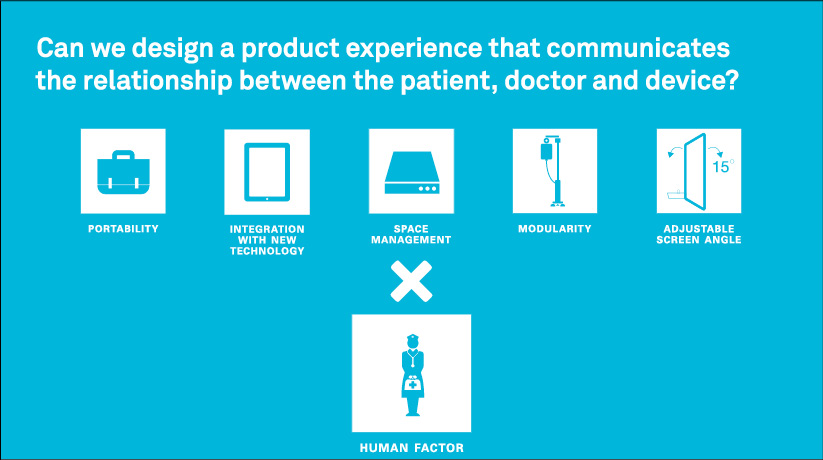 Can we design a product experience that communicates
the relationship between the patient, doctor and device?
PORTABILITY
INTEGRATION
WITH NEW
TECHNOLOGY
SPACE
MANAGEMENT
MODULARITY
15°
ADJUSTABLE
SCREEN ANGLE
HUMAN FACTOR